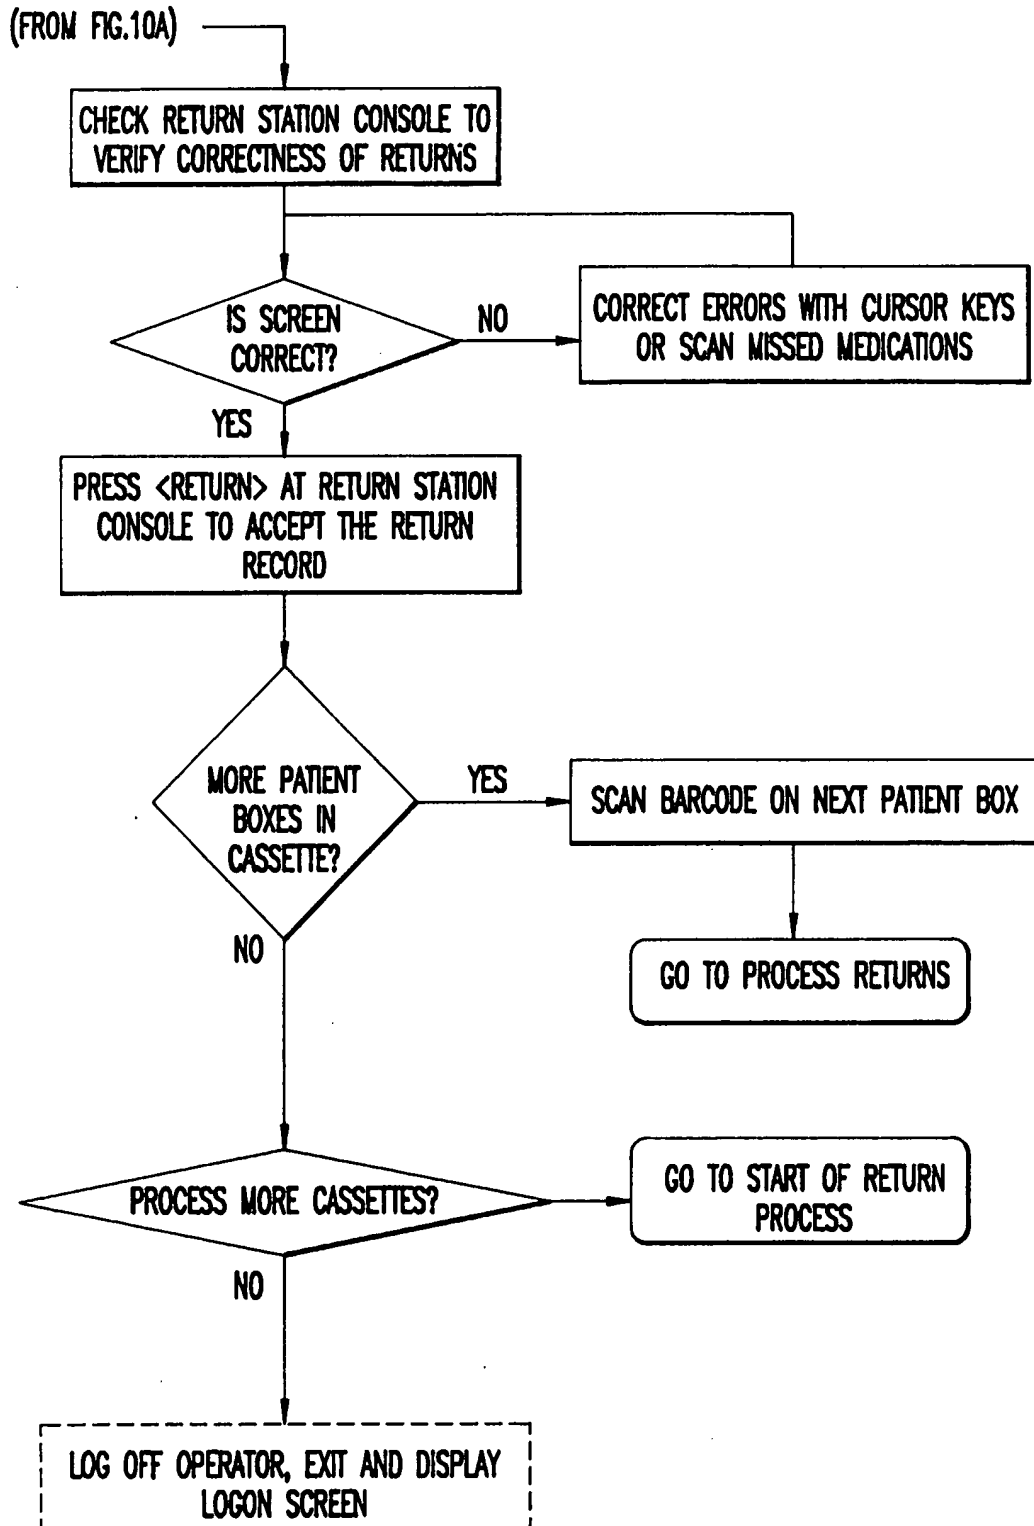 (FROM FIG.10A)
CHECK RETURN STATION CONSOLE TO
VERIFY CORRECTNESS OF RETURNS
IS SCREEN
CORRECT?
NO
CORRECT ERRORS WITH CURSOR KEYS
OR SCAN MISSED MEDICATIONS
YES
PRESS <RETURN> AT RETURN STATION
CONSOLE TO ACCEPT THE RETURN
RECORD
MORE PATIENT
BOXES IN
CASSETTE?
YES
SCAN BARCODE ON NEXT PATIENT BOX
NO
GO TO PROCESS RETURNS
PROCESS MORE CASSETTES?
GO TO START OF RETURN
PROCESS
NO
LOG OFF OPERATOR, EXIT AND DISPLAY
LOGON SCREEN